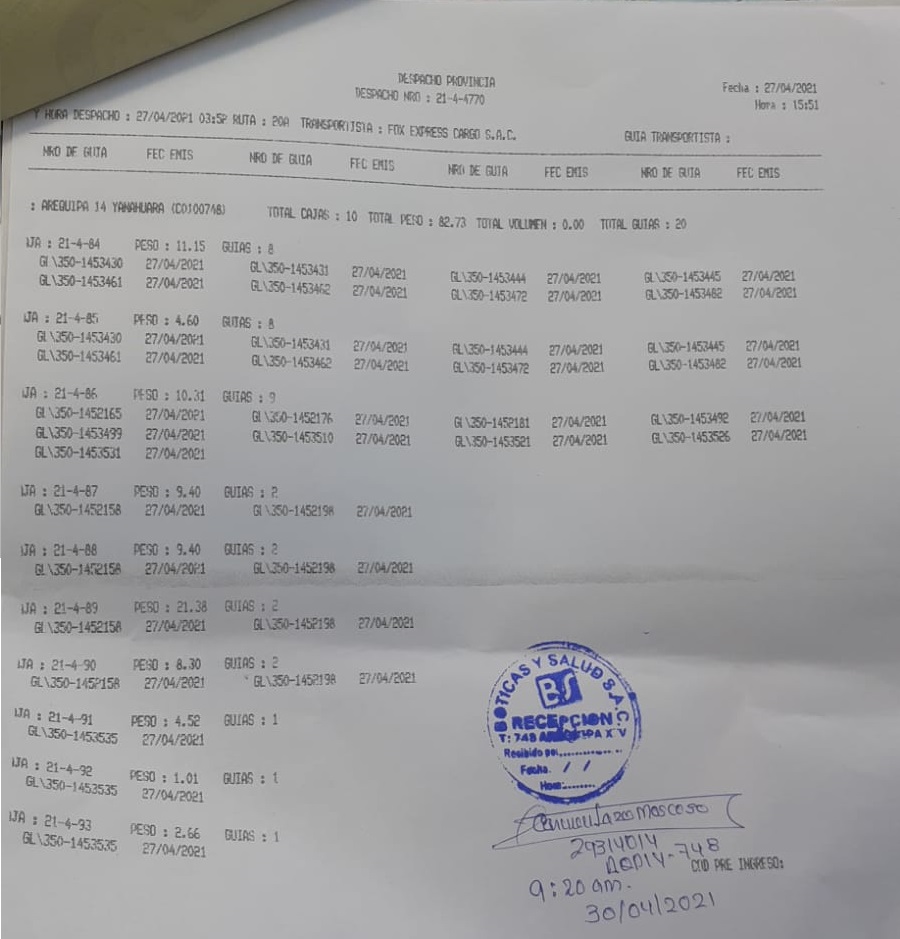 DESPACHO PROVINCIA
DESPACHO NRO : 21-4-4770
Fecha : 27/04/2021
Hora : 15:51
Y HORA DESPACHO : 27/04/2021 03:52 RUTA : 20A TRANSPORTISTA : FOX EXPRESS CARGO S.A.C. GUIA TRANSPORTISTA :
NRO DE GUIA FEC EMIS NRO DE GUIA FEC EMIS NRO DE GUIA FEC EMIS NRO DE GUIA FEC EMIS
: AREQUIPA 14 YANAHUARA (C0100748) TOTAL CAJAS : 10 TOTAL PESO : 82.73 TOTAL VOLUMEN : 0.00 TOTAL GUIAS : 20
JA : 21-4-84 PESO : 11.15 GUIAS : 8
GL\350-1453430 27/04/2021 GL\350-1453431 27/04/2021 GL\350-1453444 27/04/2021 GL\350-1453445 27/04/2021
GL\350-1453461 27/04/2021 GL\350-1453462 27/04/2021 GL\350-1453472 27/04/2021 GL\350-1453482 27/04/2021
JA : 21-4-85 PESO : 4.60 GUIAS : 8
GL\350-1453430 27/04/2021 GL\350-1453431 27/04/2021 GL\350-1453444 27/04/2021 GL\350-1453445 27/04/2021
GL\350-1453461 27/04/2021 GL\350-1453462 27/04/2021 GL\350-1453472 27/04/2021 GL\350-1453482 27/04/2021
JA : 21-4-86 PESO : 10.31 GUIAS : 9
GL\350-1452165 27/04/2021 GL\350-1452176 27/04/2021 GL\350-1452181 27/04/2021 GL\350-1453492 27/04/2021
GL\350-1453499 27/04/2021 GL\350-1453510 27/04/2021 GL\350-1453521 27/04/2021 GL\350-1453526 27/04/2021
GL\350-1453531 27/04/2021
JA : 21-4-87 PESO : 9.40 GUIAS : 2
GL\350-1452158 27/04/2021 GL\350-1452198 27/04/2021
JA : 21-4-88 PESO : 9.40 GUIAS : 2
GL\350-1452158 27/04/2021 GL\350-1452198 27/04/2021
JA : 21-4-89 PESO : 21.38 GUIAS : 2
GL\350-1452158 27/04/2021 GL\350-1452198 27/04/2021
JA : 21-4-90 PESO : 8.30 GUIAS : 2
GL\350-1452158 27/04/2021 GL\350-1452198 27/04/2021
JA : 21-4-91 PESO : 4.52 GUIAS : 1
GL\350-1453535 27/04/2021
JA : 21-4-92 PESO : 1.01 GUIAS : 1
GL\350-1453535 27/04/2021
JA : 21-4-93 PESO : 2.66 GUIAS : 1
GL\350-1453535 27/04/2021
BOTICAS Y SALUD S.A.C.
BS
RECEPCION
T: 748 AREQUIPA XIV
Recibido por:
Fecha. / /
Hora:
Moscoso
29314014
AQP14-748
COD PRE INGRESO:
9:20 am.
30/04/2021